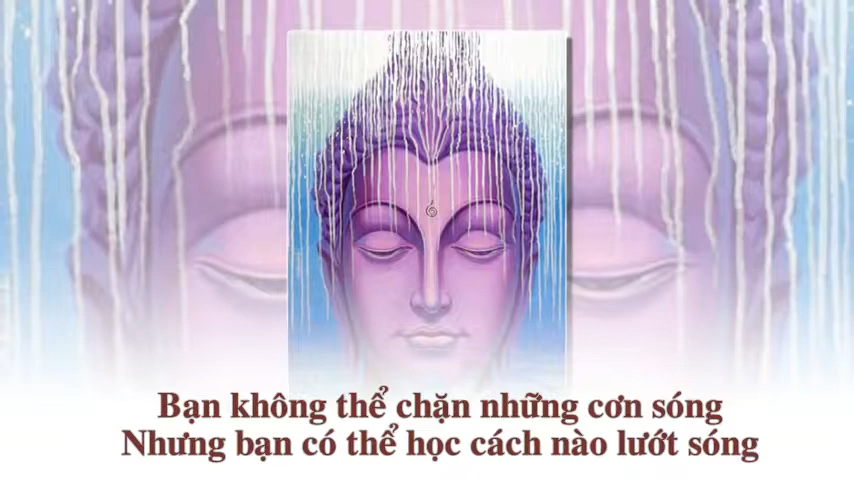 Bạn không thể chặn những cơn sóng
Nhưng bạn có thể học cách nào lướt sóng